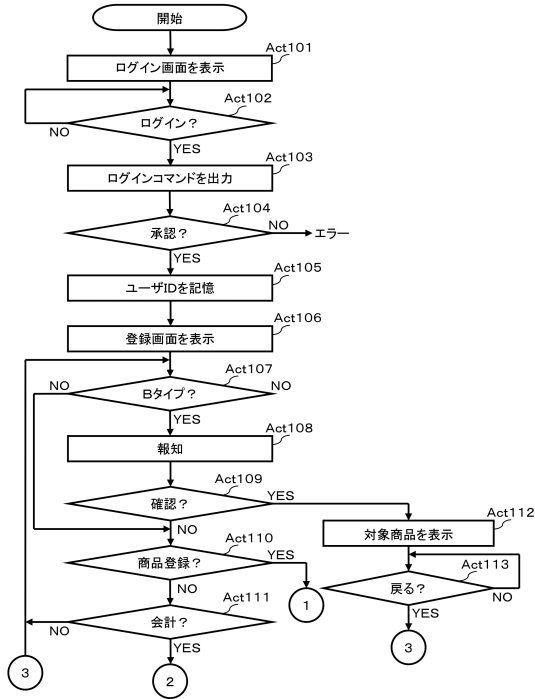 開始
Act101
ログイン画面を表示
Act102
ログイン？
NO
YES
Act103
ログインコマンドを出力
Act104
承認？
NO
エラー
YES
Act105
ユーザIDを記憶
Act106
登録画面を表示
Act107
NO
Bタイプ？
NO
YES
Act108
報知
Act109
確認？
YES
NO
Act112
対象商品を表示
Act110
商品登録？
YES
NO
Act113
戻る？
NO
YES
1
Act111
会計？
NO
YES
3
3
2